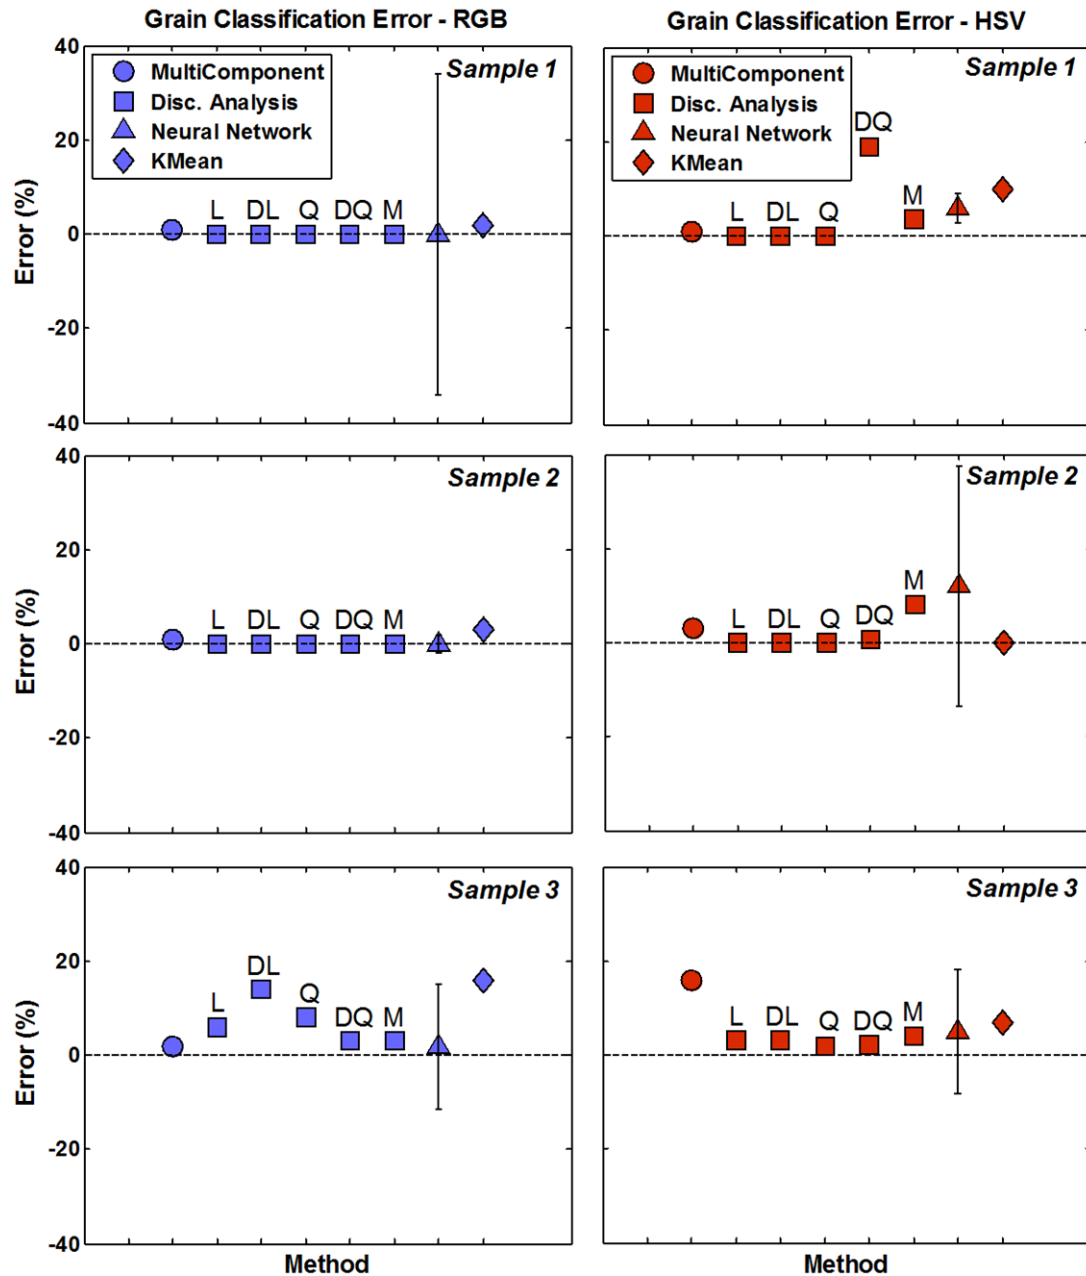 Grain Classification Error - RGB
Grain Classification Error - HSV
40
20
0
-20
-40
Error (%)
MultiComponent
Disc. Analysis
Neural Network
KMean
Sample 1
L DL Q DQ M
MultiComponent
Disc. Analysis
Neural Network
KMean
Sample 1
L DL Q DQ M
40
20
0
-20
-40
Error (%)
Sample 2
L DL Q DQ M
Sample 2
L DL Q DQ M
40
20
0
-20
-40
Error (%)
Sample 3
L DL Q DQ M
Sample 3
L DL Q DQ M
Method
Method